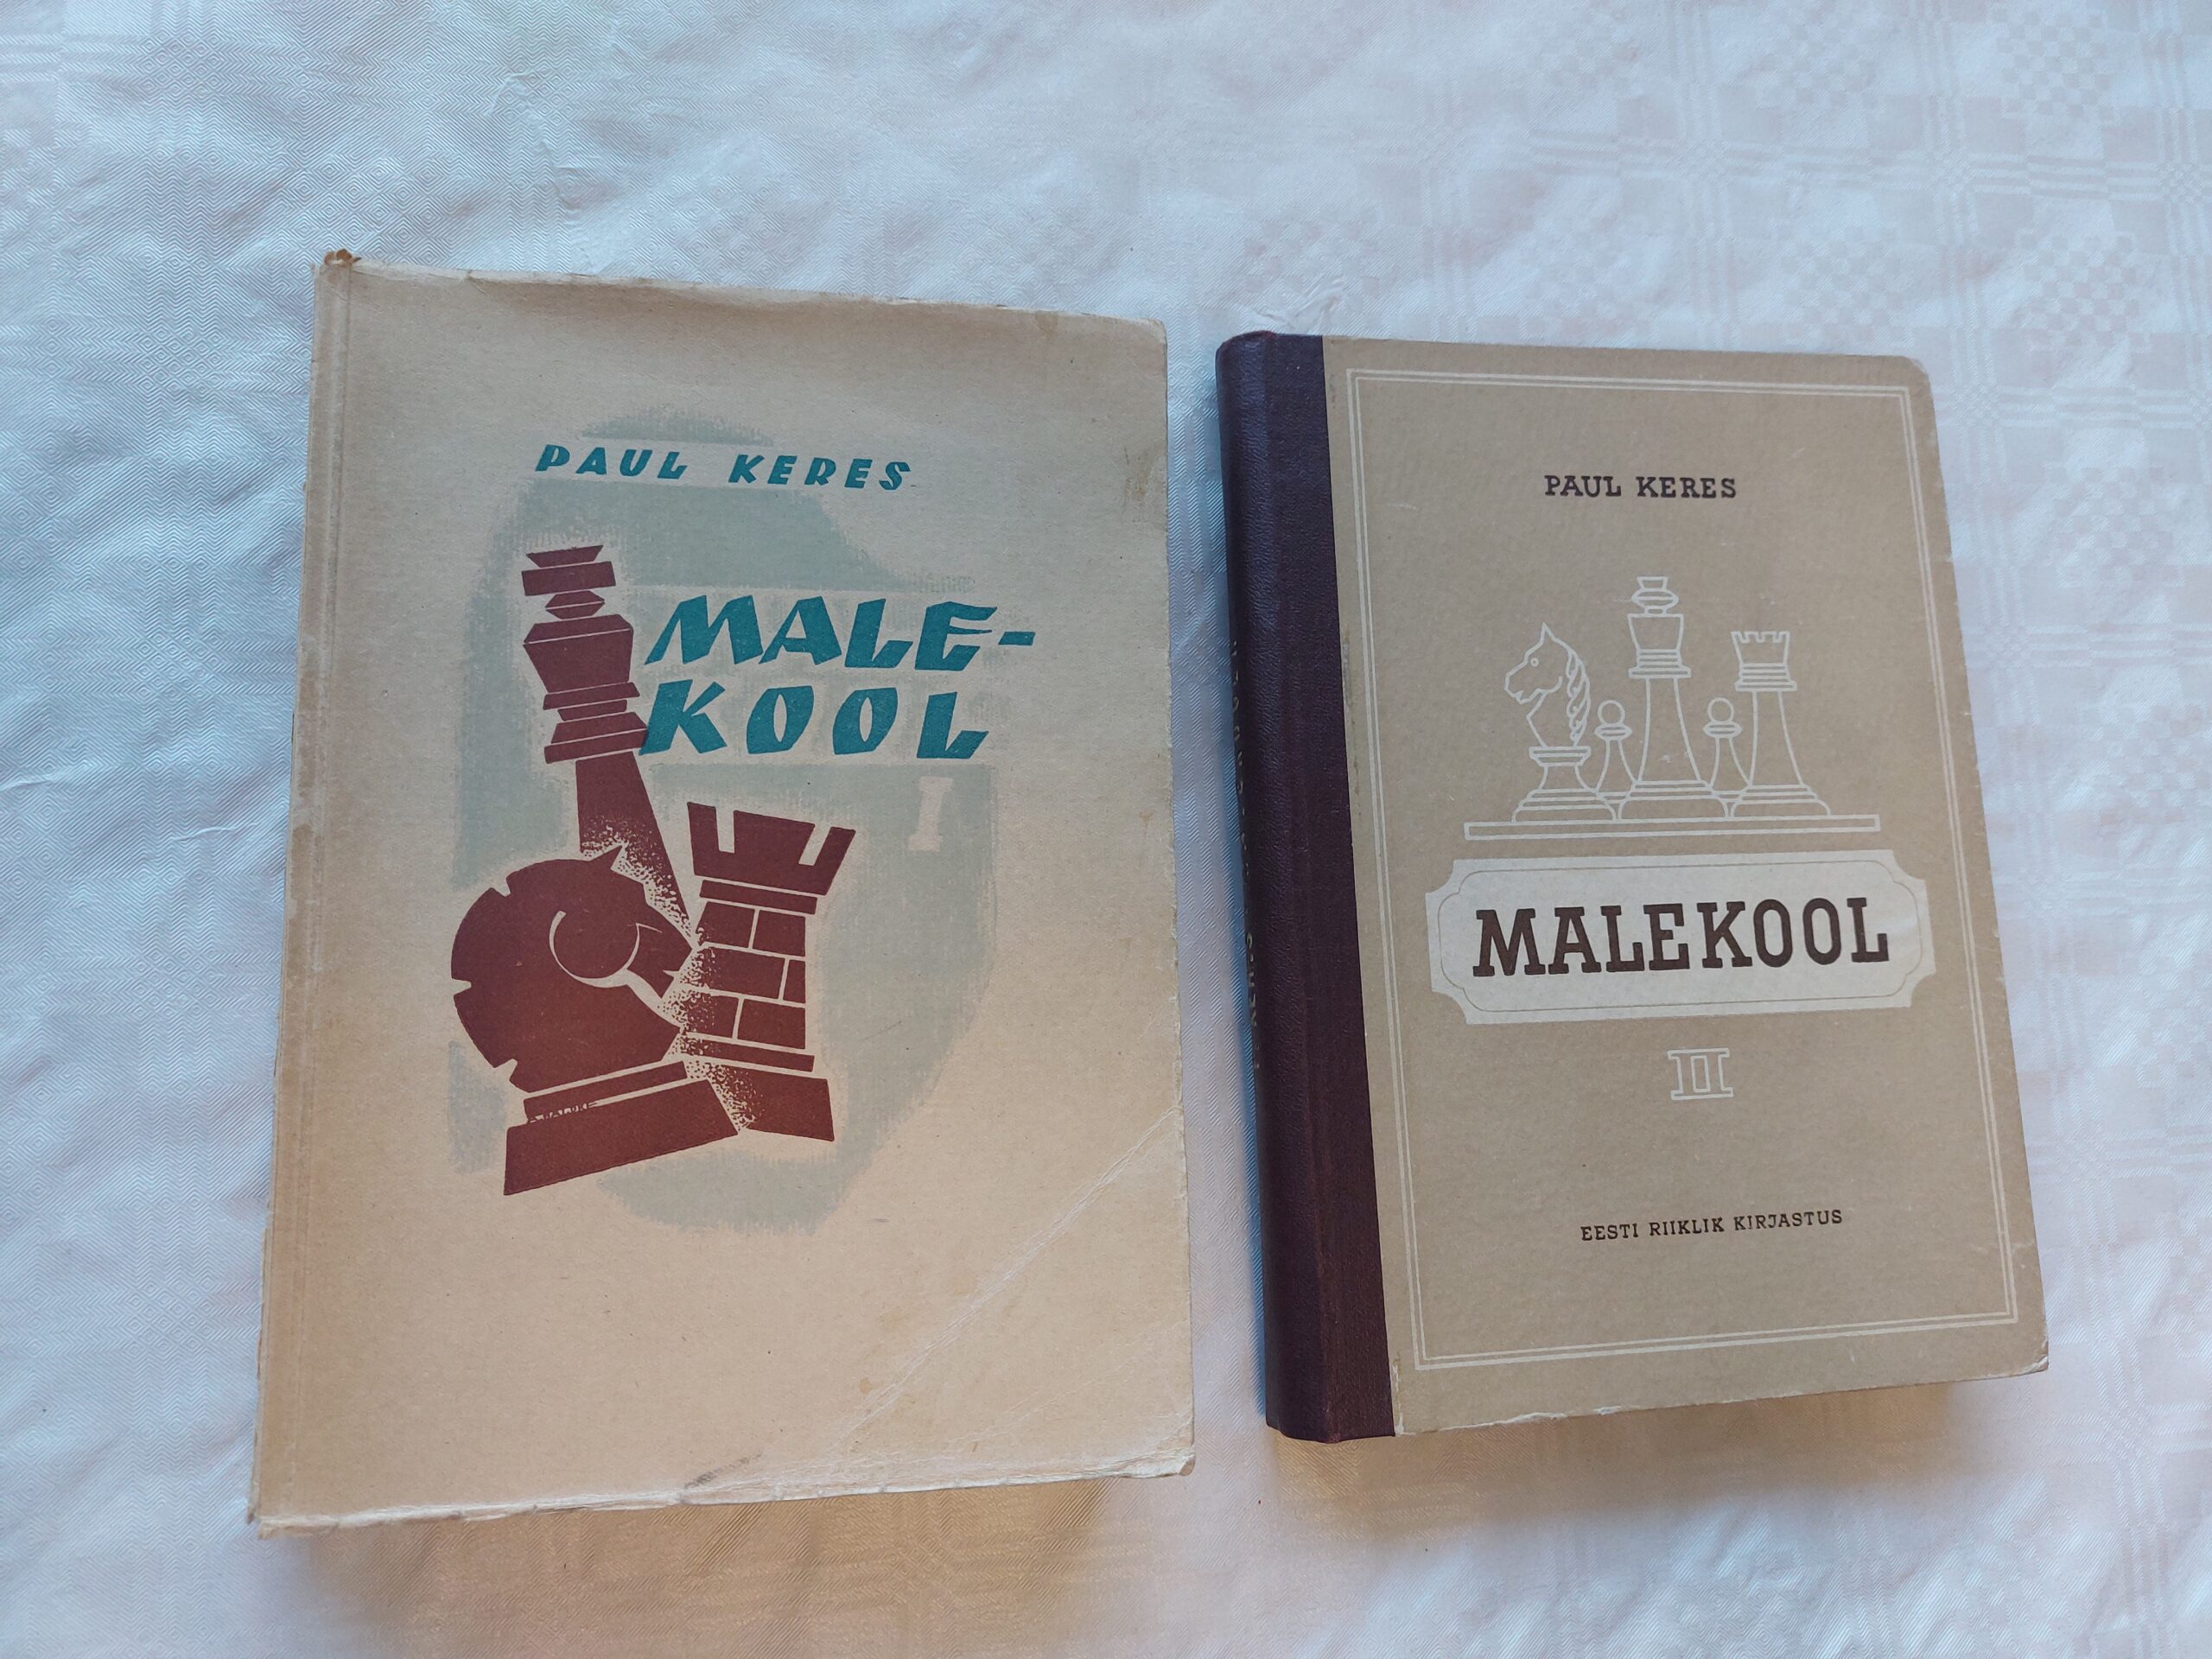 PAUL KERES
MALE-
KOOL
I
PAUL KERES
MALEKOOL
II
EESTI RIIKLIK KIRJASTUS